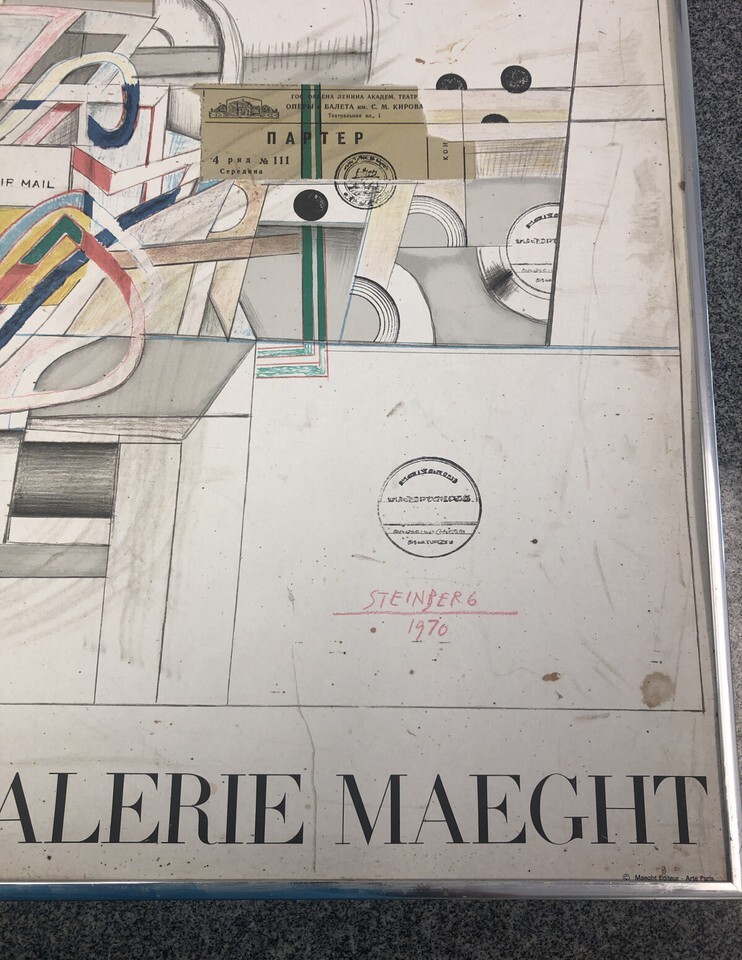 ГОС. ОРДЕНА ЛЕНИНА АКАДЕМ. ТЕАТР
ОПЕРЫ и БАЛЕТА им. С. М. КИРОВА
Театральная пл., 1
ПАРТЕР
4 ряд № 111
Середина
КОН
IR MAIL
STEINBERG
1970
ALERIE MAEGHT
© Maeght Editeur - Arte Paris